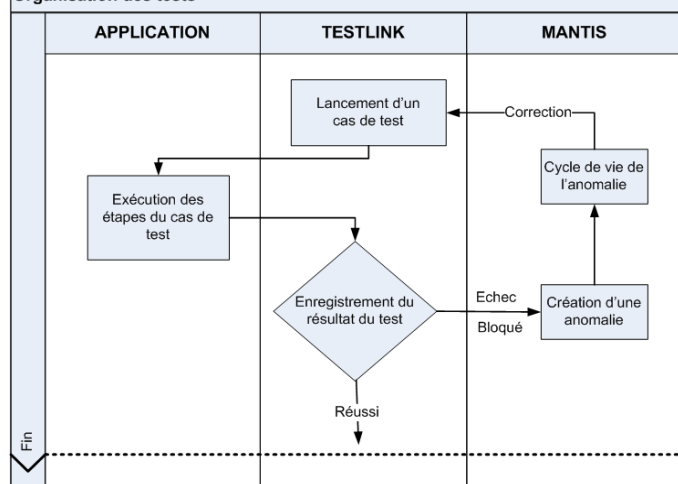 Organisation des tests
APPLICATION
TESTLINK
MANTIS
Lancement d'un
cas de test
Correction
Cycle de vie de
l'anomalie
Exécution des
étapes du cas de
test
Enregistrement du
résultat du test
Echec
Bloqué
Création d'une
anomalie
Réussi
Fin